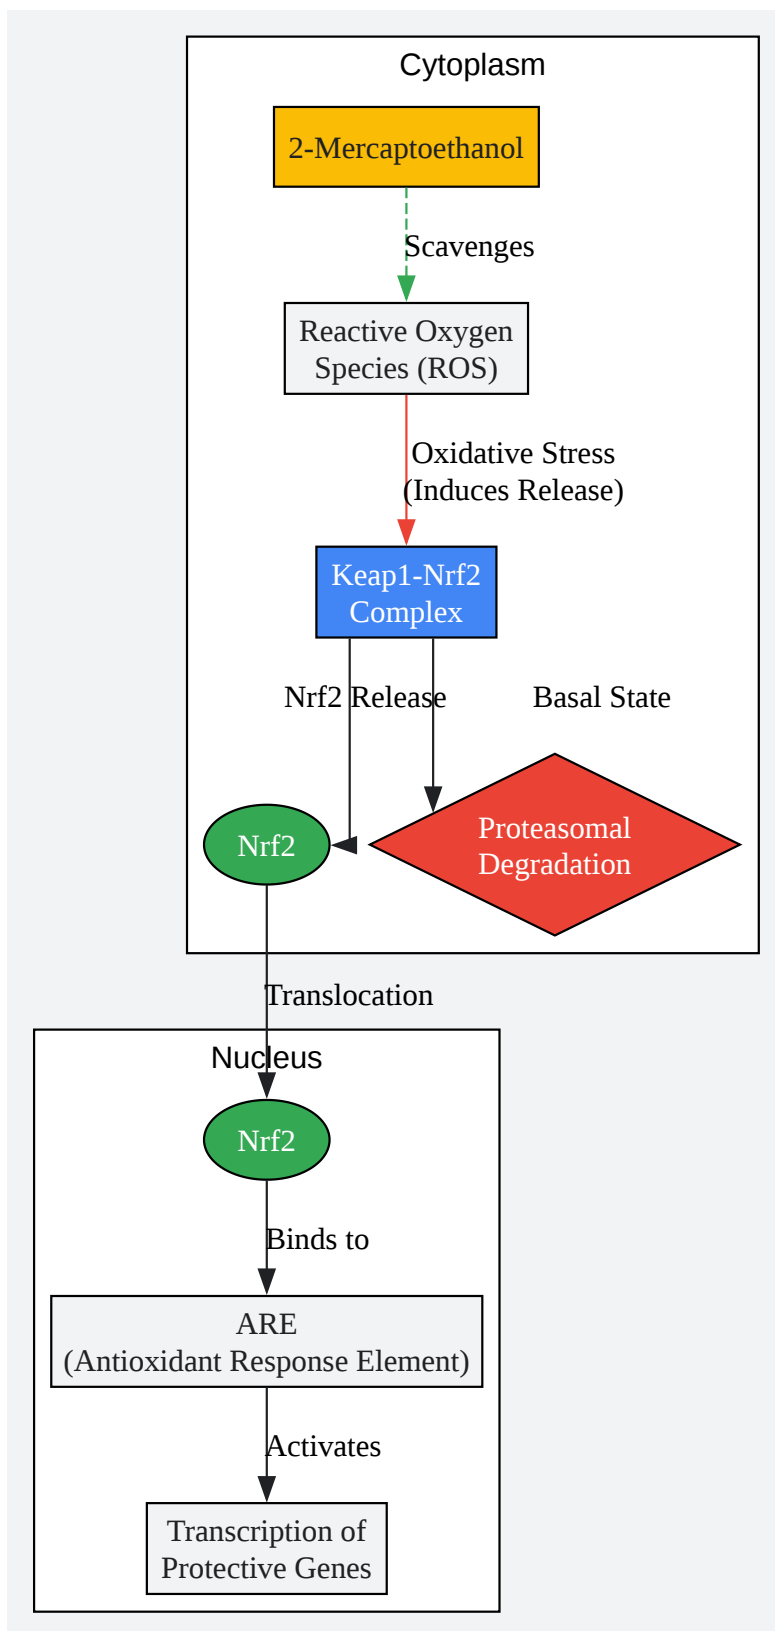 Cytoplasm
2-Mercaptoethanol
Scavenges
Reactive Oxygen
Species (ROS)
Oxidative Stress
(Induces Release)
Keap1-Nrf2
Complex
Nrf2 Release
Basal State
Nrf2
Proteasomal
Degradation
Translocation
Nucleus
Nrf2
Binds to
ARE
(Antioxidant Response Element)
Activates
Transcription of
Protective Genes